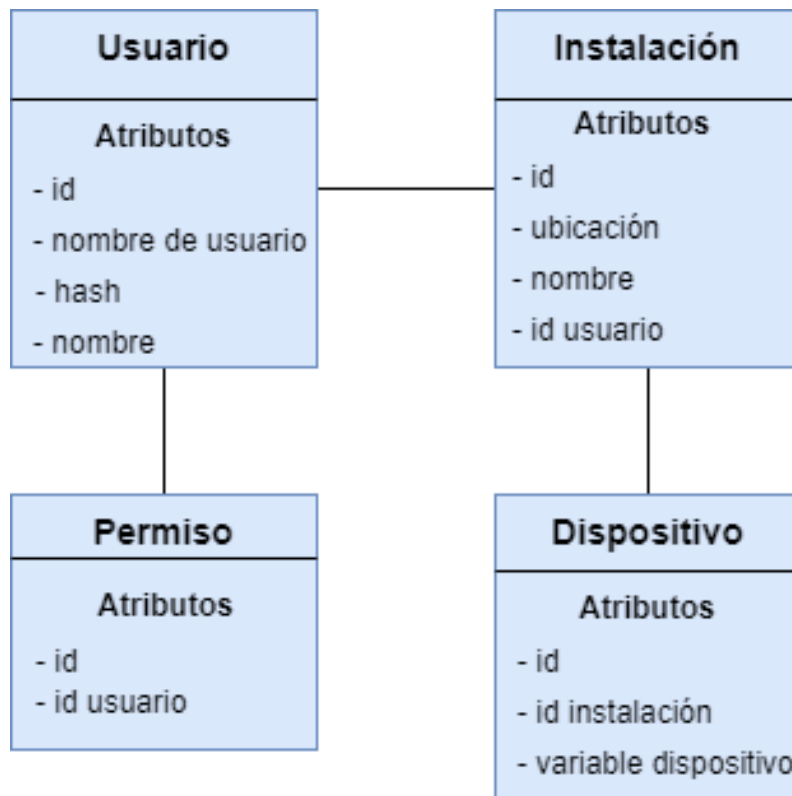 Usuario
Atributos
- id
- nombre de usuario
- hash
- nombre
Instalación
Atributos
- id
- ubicación
- nombre
- id usuario
Permiso
Atributos
- id
- id usuario
Dispositivo
Atributos
- id
- id instalación
- variable dispositivo